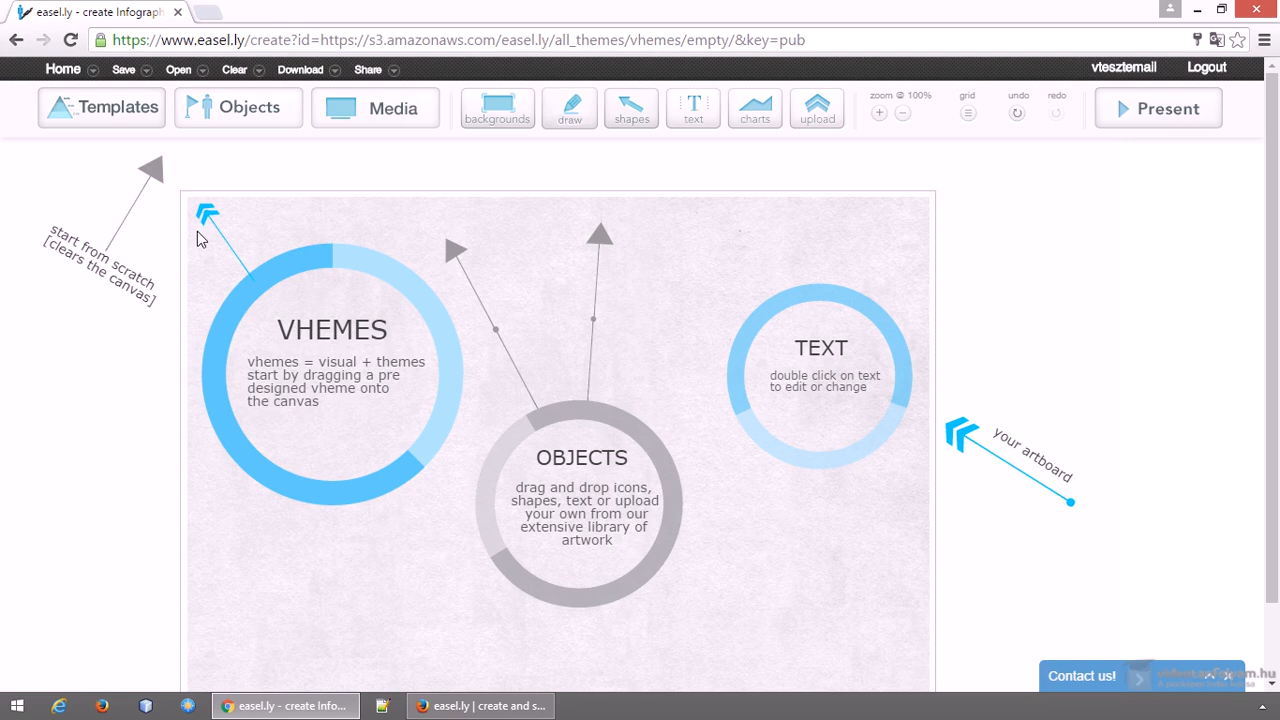 easel.ly - create Infograph
https://www.easel.ly/create?id=https://s3.amazonaws.com/easel.ly/all_themes/vhemes/empty/&key=pub
Home Save Open Clear Download Share vtesztemail Logout
Templates Objects Media backgrounds draw shapes text charts upload zoom @ 100% grid undo redo Present
start from scratch
[clears the canvas]
VHEMES
vhemes = visual + themes
start by dragging a pre
designed vheme onto
the canvas
OBJECTS
drag and drop icons,
shapes, text or upload
your own from our
extensive library of
artwork
TEXT
double click on text
to edit or change
your artboard
Contact us!
easel.ly - create Info...
easel.ly | create and s...